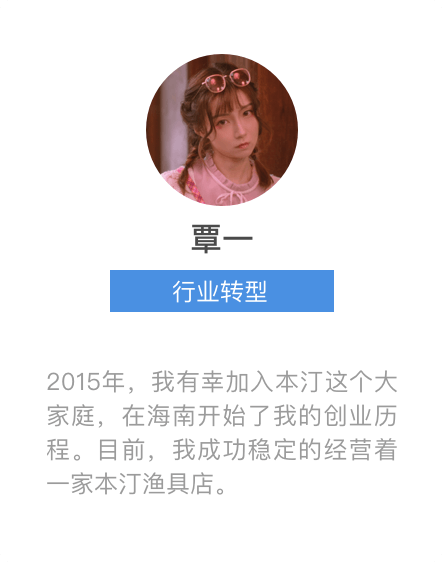 覃一
行业转型
2015年，我有幸加入本汀这个大
家庭，在海南开始了我的创业历
程。目前，我成功稳定的经营着
一家本汀渔具店。